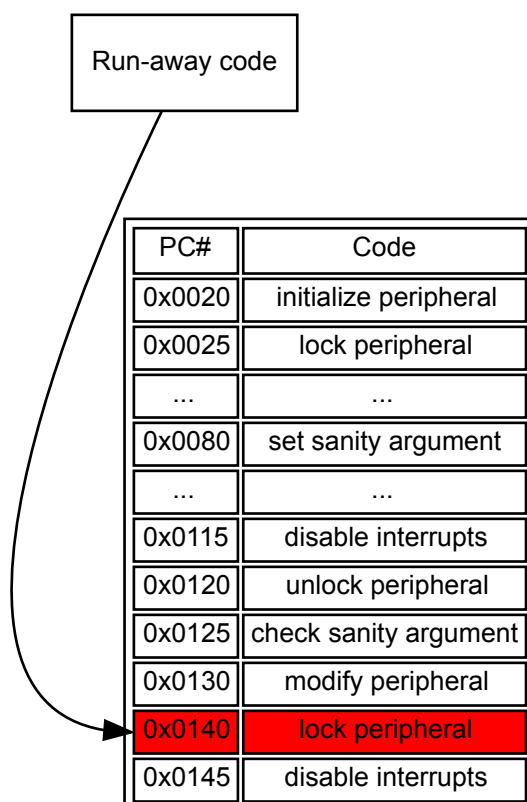 Run-away code
PC# Code
0x0020 initialize peripheral
0x0025 lock peripheral
... ...
0x0080 set sanity argument
... ...
0x0115 disable interrupts
0x0120 unlock peripheral
0x0125 check sanity argument
0x0130 modify peripheral
0x0140 lock peripheral
0x0145 disable interrupts